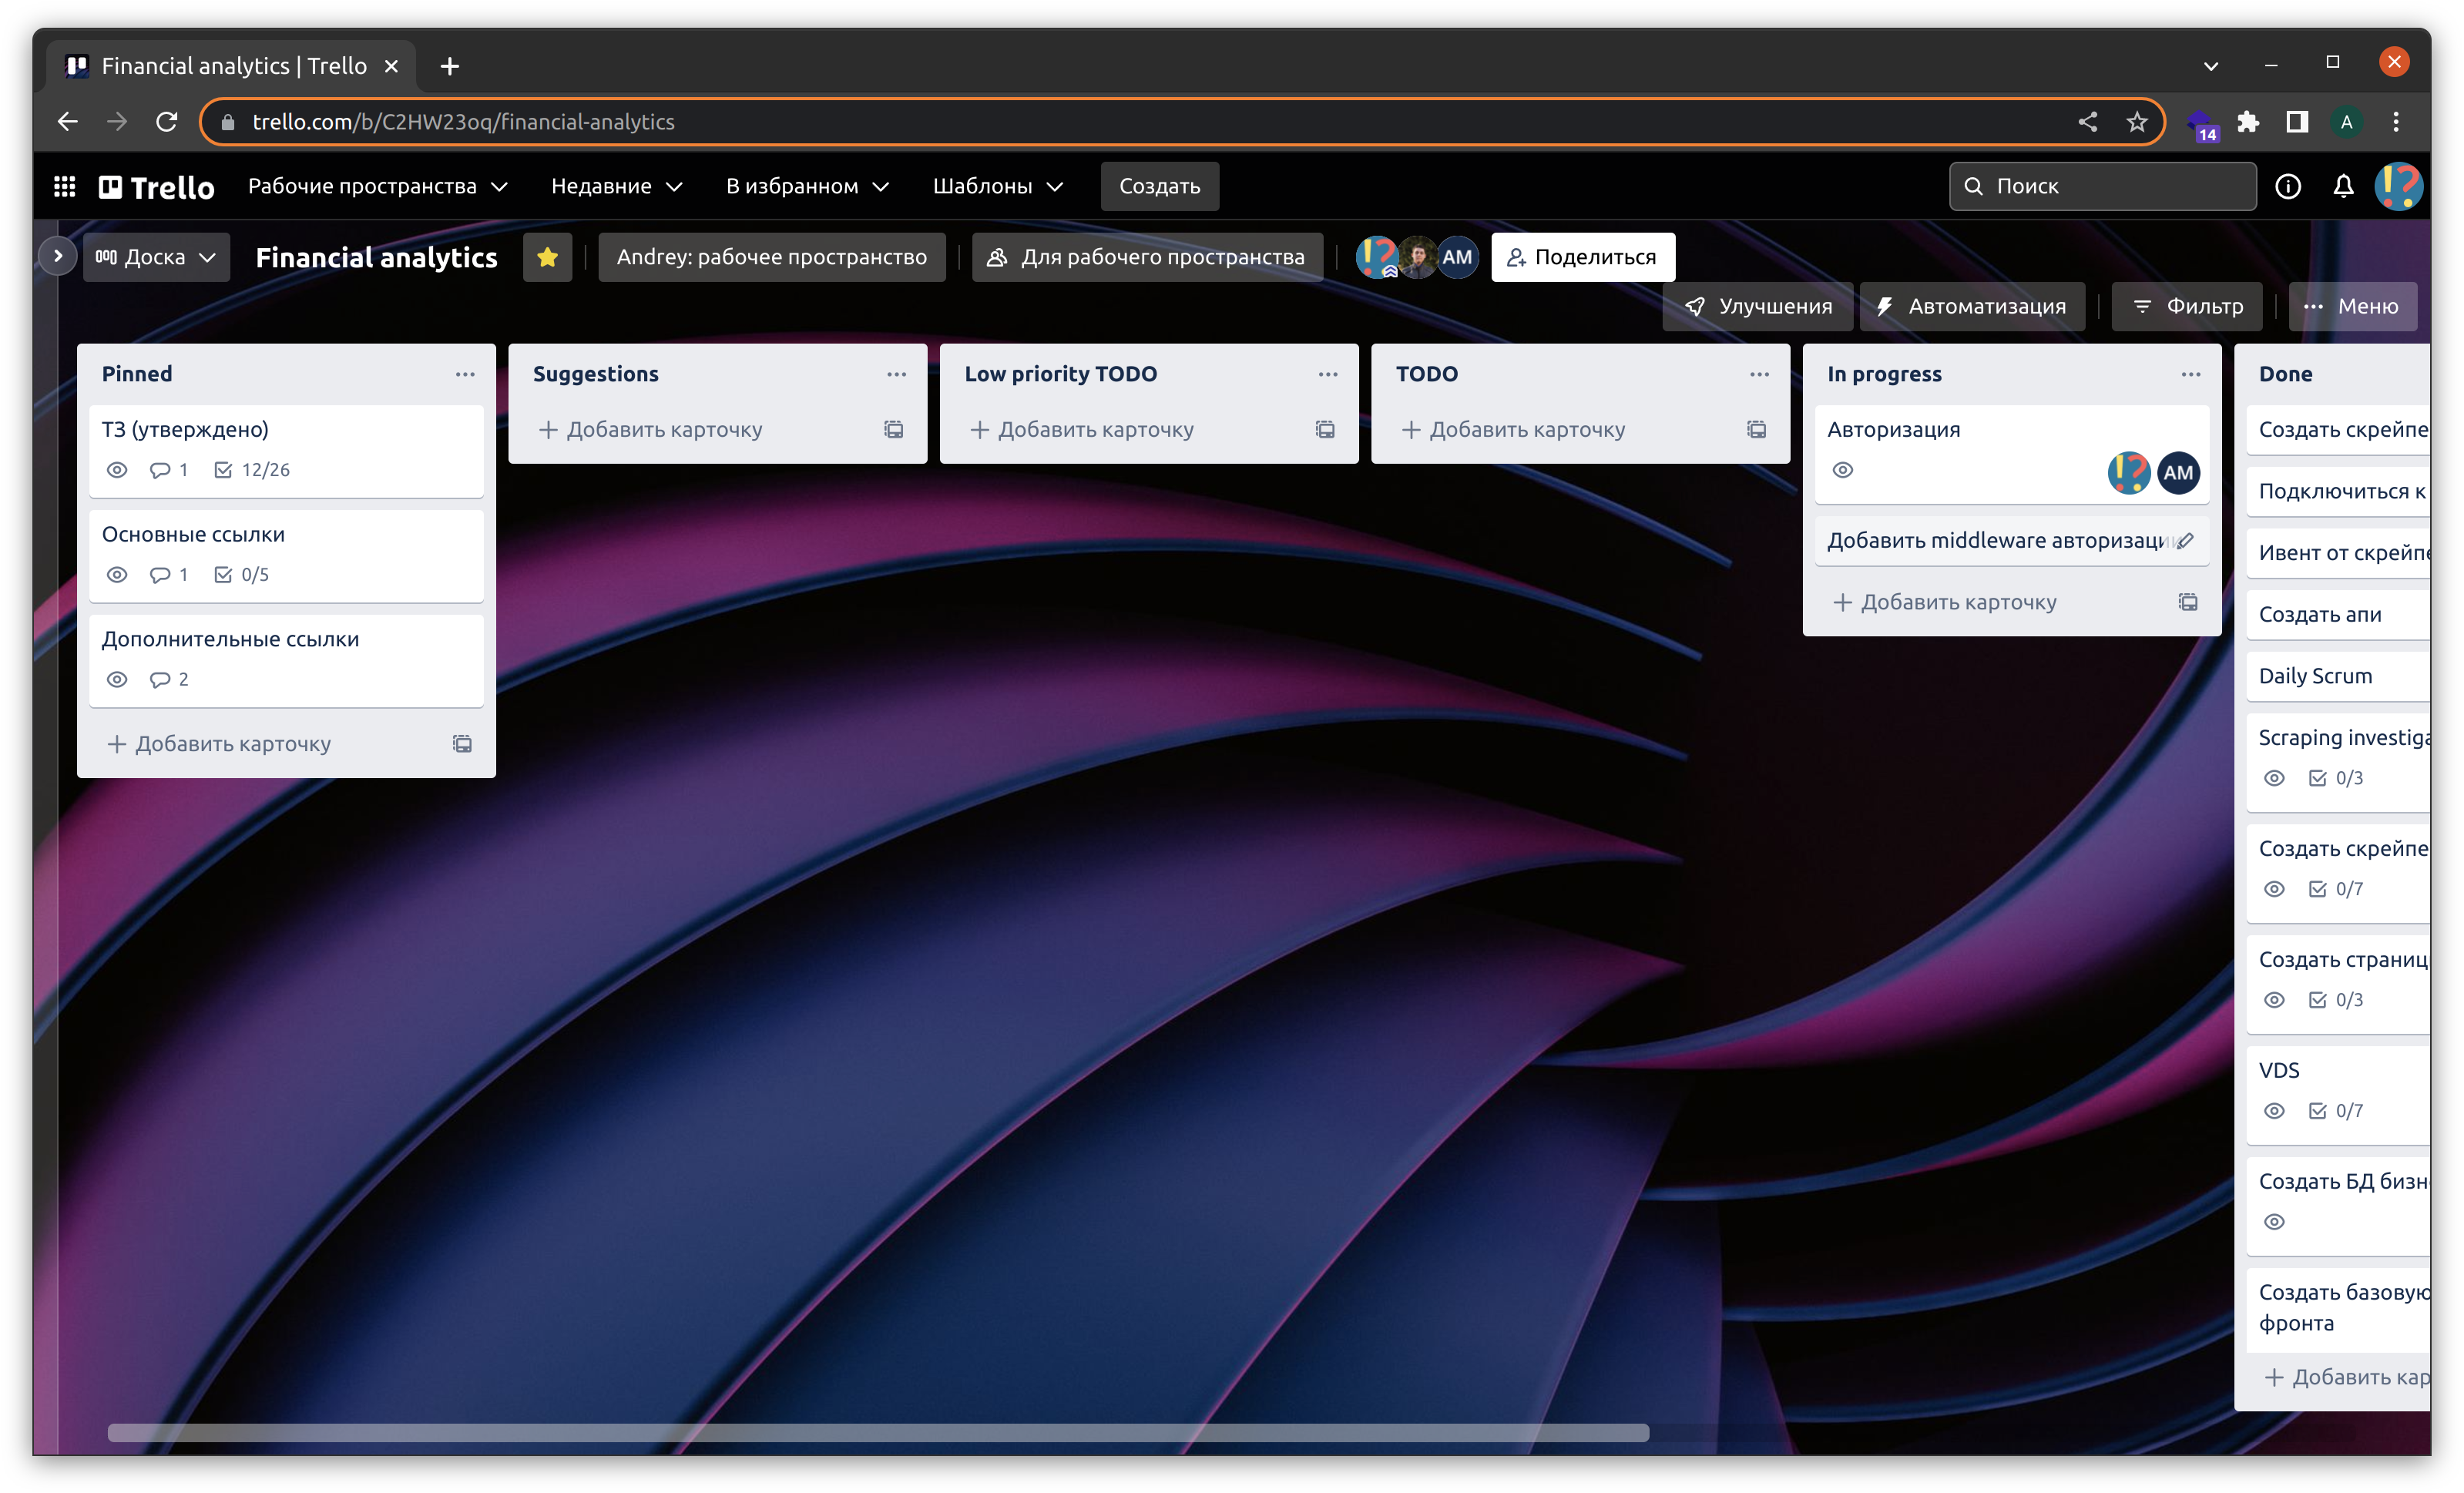 Financial analytics | Trello
trello.com/b/C2HW23oq/financial-analytics
14
A
Trello
Рабочие пространства
Недавние
В избранном
Шаблоны
Создать
Поиск
Доска
Financial analytics
Andrey: рабочее пространство
Для рабочего пространства
AM
Поделиться
Улучшения
Автоматизация
Фильтр
Меню
Pinned
ТЗ (утверждено)
1
12/26
Основные ссылки
1
0/5
Дополнительные ссылки
2
Добавить карточку
Suggestions
Добавить карточку
Low priority TODO
Добавить карточку
TODO
Добавить карточку
In progress
Авторизация
AM
Добавить middleware авторизации
Добавить карточку
Done
Создать скрейпе
Подключиться к
Ивент от скрейпе
Создать апи
Daily Scrum
Scraping investiga
0/3
Создать скрейпе
0/7
Создать страниц
0/3
VDS
0/7
Создать БД бизн
Создать базовую
фронта
Добавить кар